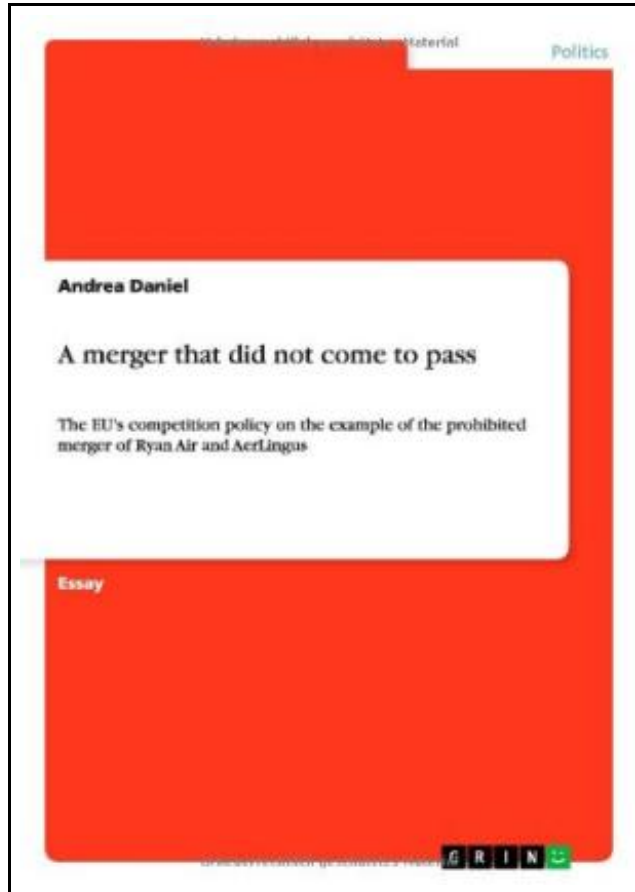 Material
Politics
Andrea Daniel
A merger that did not come to pass
The EU's competition policy on the example of the prohibited
merger of Ryan Air and AerLingus
Essay
G R I N